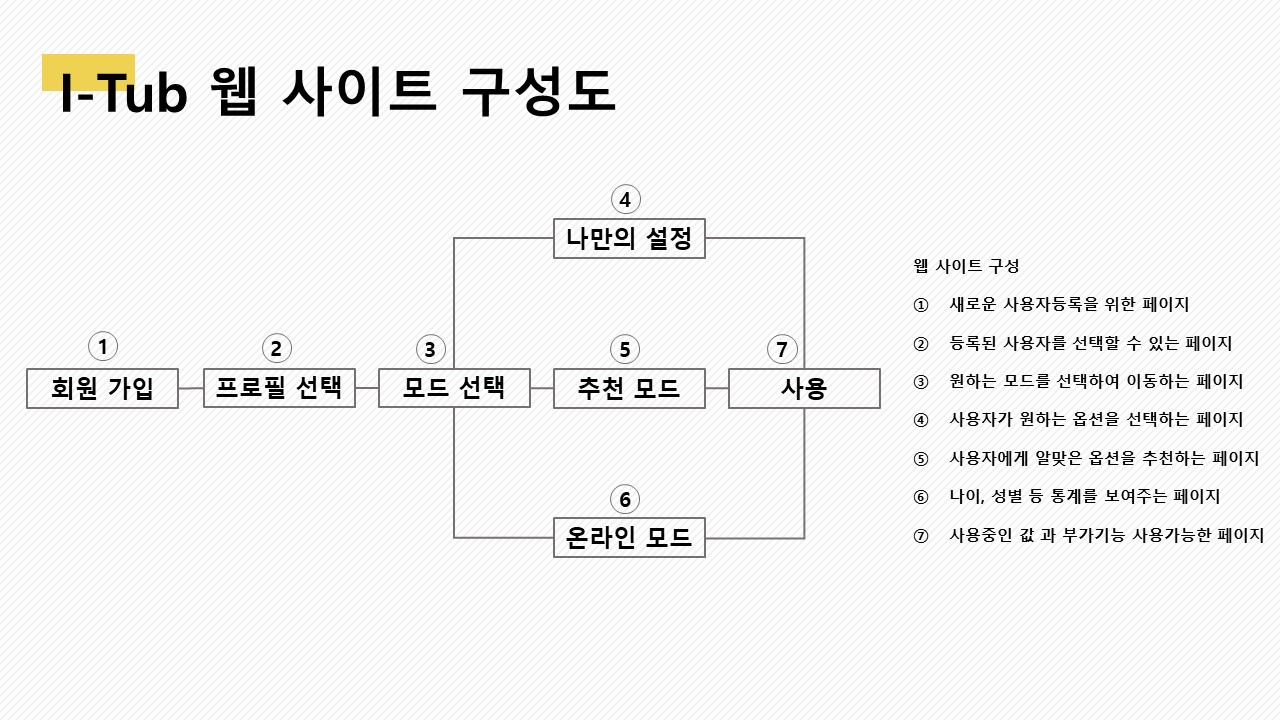 I-Tub 웹 사이트 구성도
④
나만의 설정
①
회원 가입
②
프로필 선택
③
모드 선택
⑤
추천 모드
⑦
사용
⑥
온라인 모드
웹 사이트 구성
① 새로운 사용자등록을 위한 페이지
② 등록된 사용자를 선택할 수 있는 페이지
③ 원하는 모드를 선택하여 이동하는 페이지
④ 사용자가 원하는 옵션을 선택하는 페이지
⑤ 사용자에게 알맞은 옵션을 추천하는 페이지
⑥ 나이, 성별 등 통계를 보여주는 페이지
⑦ 사용중인 값 과 부가기능 사용가능한 페이지